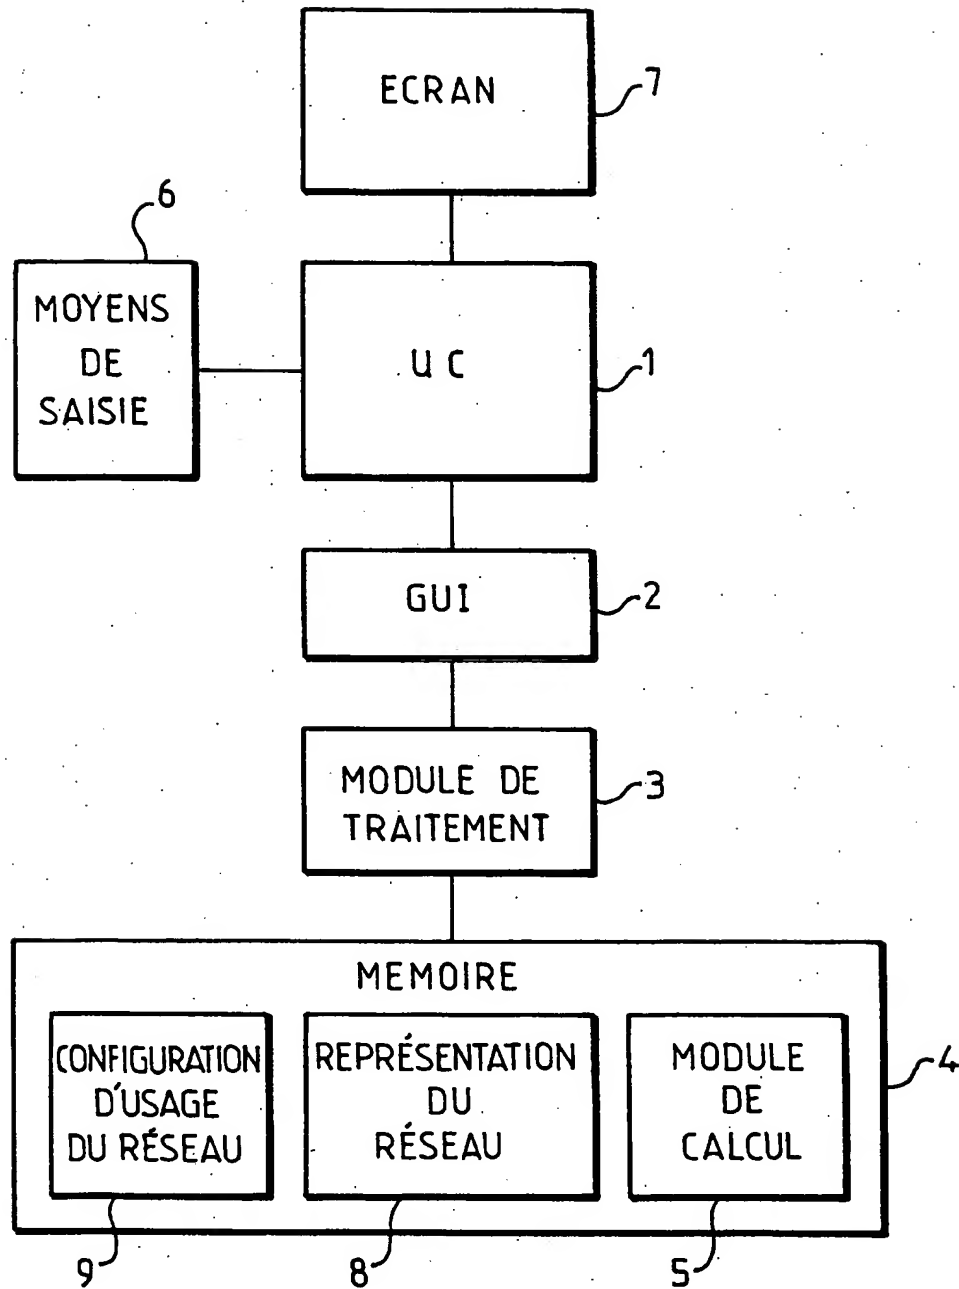 ECRAN
7
6
MOYENS
DE
SAISIE
UC
1
GUI
2
MODULE DE
TRAITEMENT
3
MEMOIRE
CONFIGURATION
D'USAGE
DU RÉSEAU
REPRÉSENTATION
DU
RÉSEAU
MODULE
DE
CALCUL
4
9
8
5